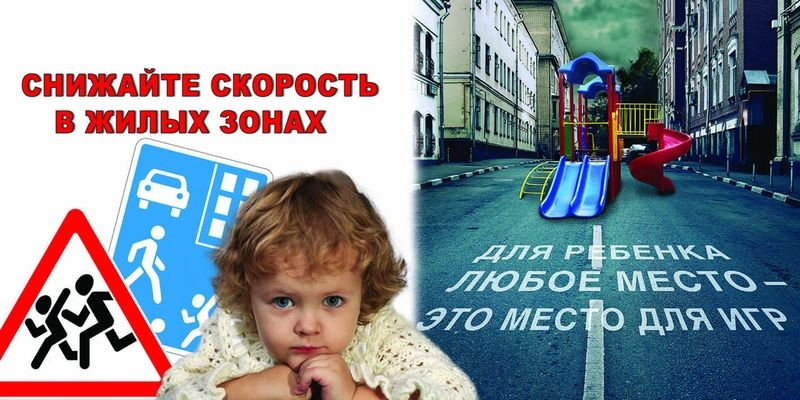 СНИЖАЙТЕ СКОРОСТЬ
В ЖИЛЫХ ЗОНАХ
ДЛЯ РЕБЕНКА
ЛЮБОЕ МЕСТО –
ЭТО МЕСТО ДЛЯ ИГР